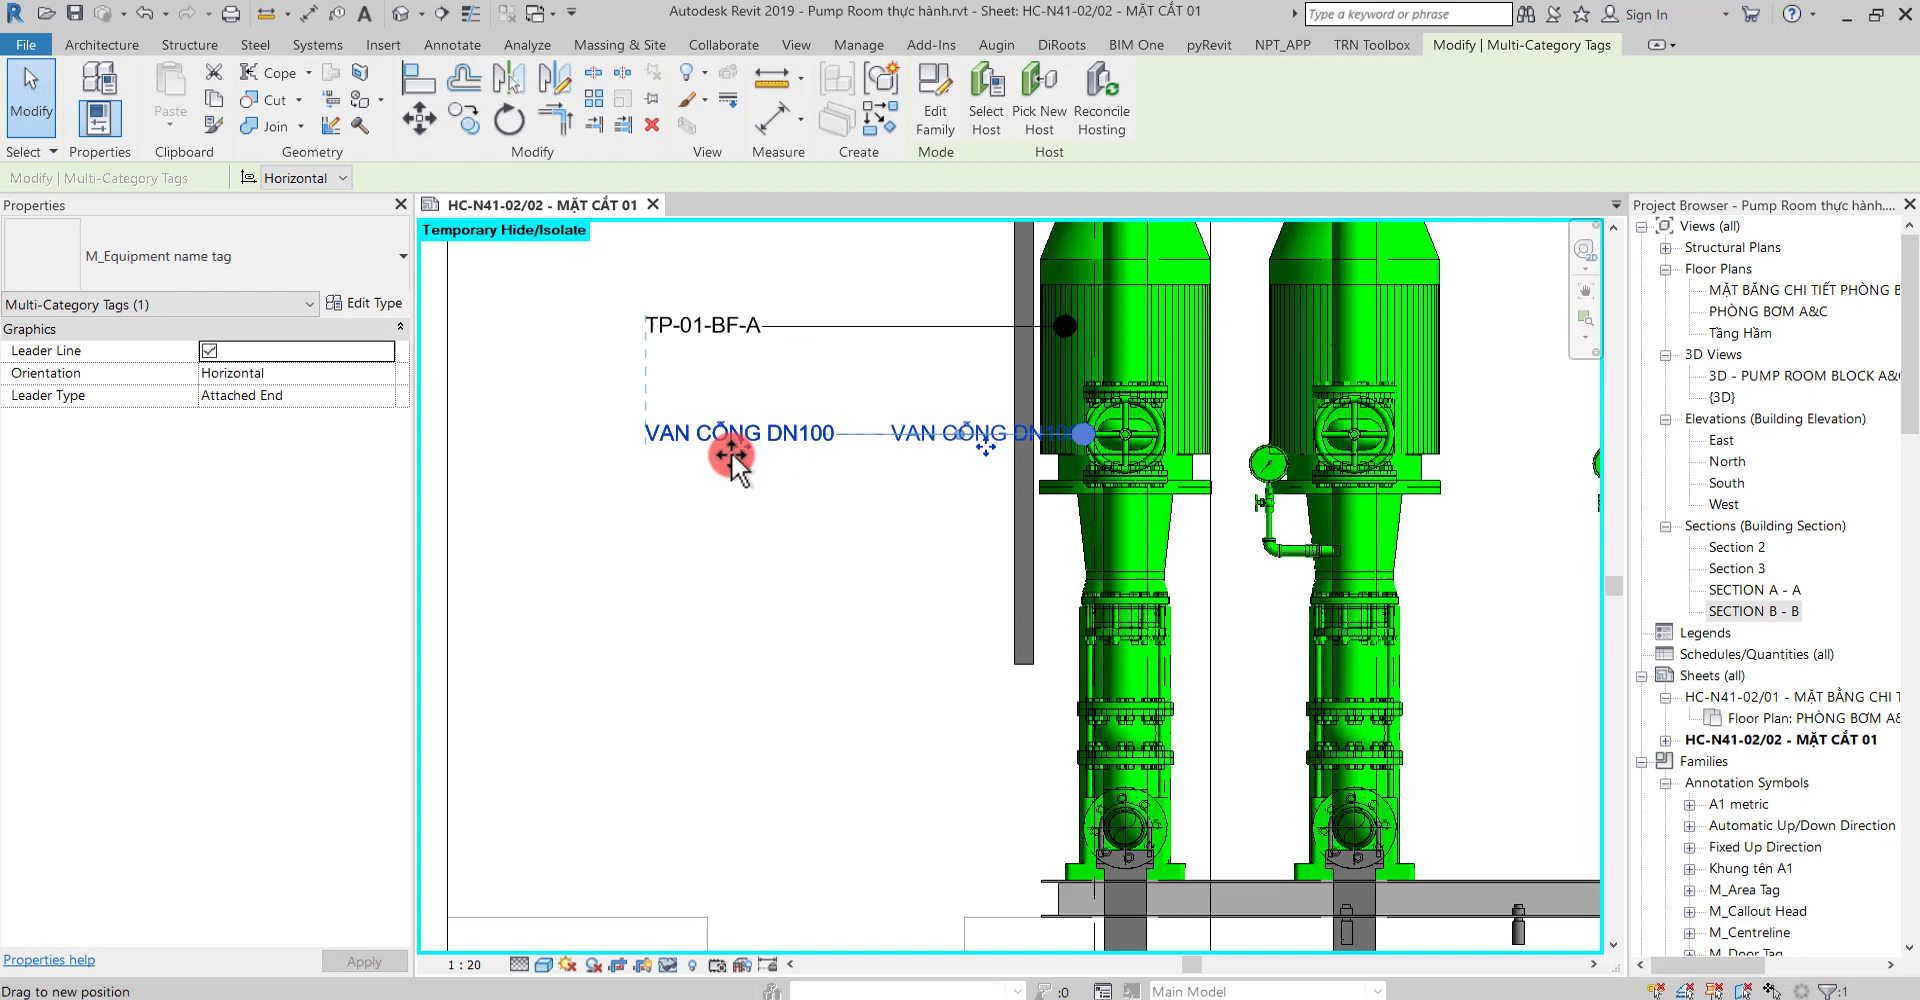 Autodesk Revit 2019 - Pump Room thực hành.rvt - Sheet: HC-N41-02/02 - MẶT CẮT 01
Type a keyword or phrase
Sign In
File Architecture Structure Steel Systems Insert Annotate Analyze Massing & Site Collaborate View Manage Add-Ins Augin DiRoots BIM One pyRevit NPT_APP TRN Toolbox Modify | Multi-Category Tags
Modify
Paste
Cope
Cut
Join
Edit Family
Select Host
Pick New Host
Reconcile Hosting
Select Properties Clipboard Geometry Modify View Measure Create Mode Host
Modify | Multi-Category Tags
Horizontal
Properties
M_Equipment name tag
Multi-Category Tags (1)
Edit Type
Graphics
Leader Line
Orientation Horizontal
Leader Type Attached End
Properties help
Apply
HC-N41-02/02 - MẶT CẮT 01
Temporary Hide/Isolate
TP-01-BF-A
VAN CỔNG DN100
VAN CỔNG DN100
2D
1 : 20
Project Browser - Pump Room thực hành....
Views (all)
Structural Plans
Floor Plans
MẶT BẰNG CHI TIẾT PHÒNG B
PHÒNG BƠM A&C
Tầng Hầm
3D Views
3D - PUMP ROOM BLOCK A&
{3D}
Elevations (Building Elevation)
East
North
South
West
Sections (Building Section)
Section 2
Section 3
SECTION A - A
SECTION B - B
Legends
Schedules/Quantities (all)
Sheets (all)
HC-N41-02/01 - MẶT BẰNG CHI T
Floor Plan: PHÒNG BƠM A&
HC-N41-02/02 - MẶT CẮT 01
Families
Annotation Symbols
A1 metric
Automatic Up/Down Direction
Fixed Up Direction
Khung tên A1
M_Area Tag
M_Callout Head
M_Centreline
M_Door Tag
Drag to new position
:0
Main Model
:1